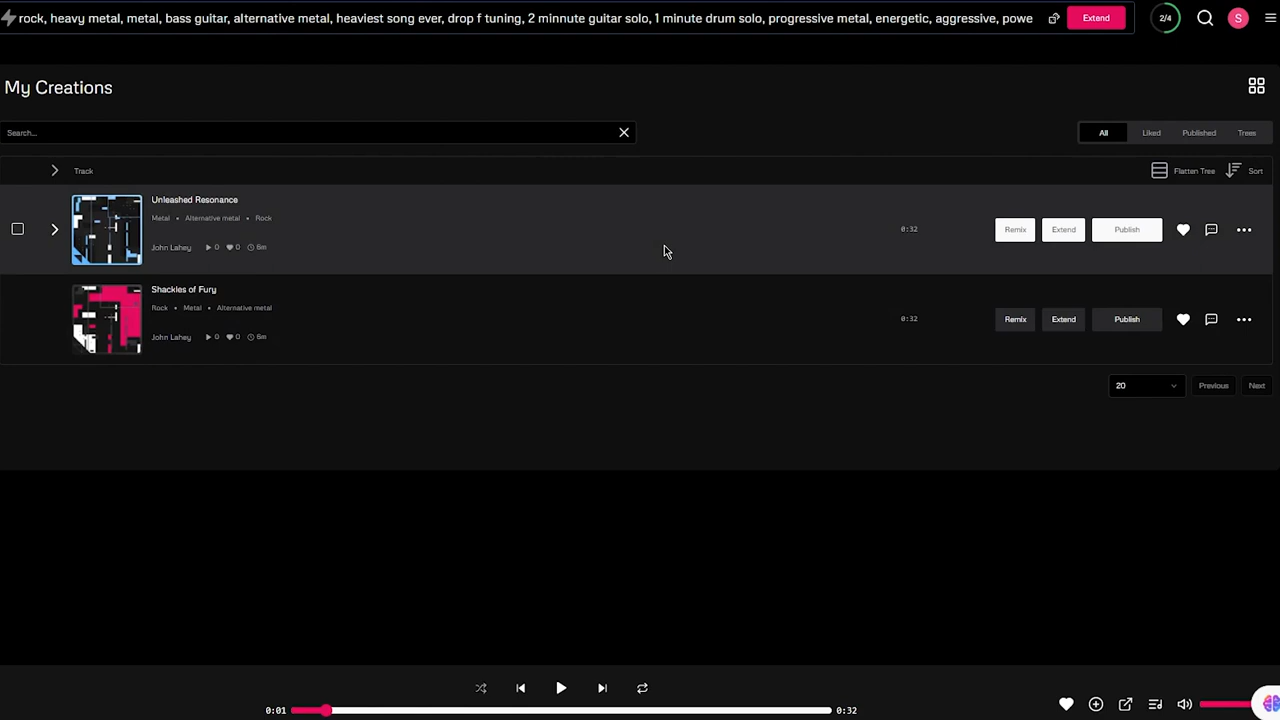 rock, heavy metal, metal, bass guitar, alternative metal, heaviest song ever, drop f tuning, 2 minnute guitar solo, 1 minute drum solo, progressive metal, energetic, aggressive, powe Extend 2/4 S
My Creations
Search... All Liked Published Trees
Track Flatten Tree Sort
Unleashed Resonance
Metal • Alternative metal • Rock
0:32 Remix Extend Publish
John Lahey 0 0 6m
Shackles of Fury
Rock • Metal • Alternative metal
0:32 Remix Extend Publish
John Lahey 0 0 6m
20 Previous Next
0:01 0:32